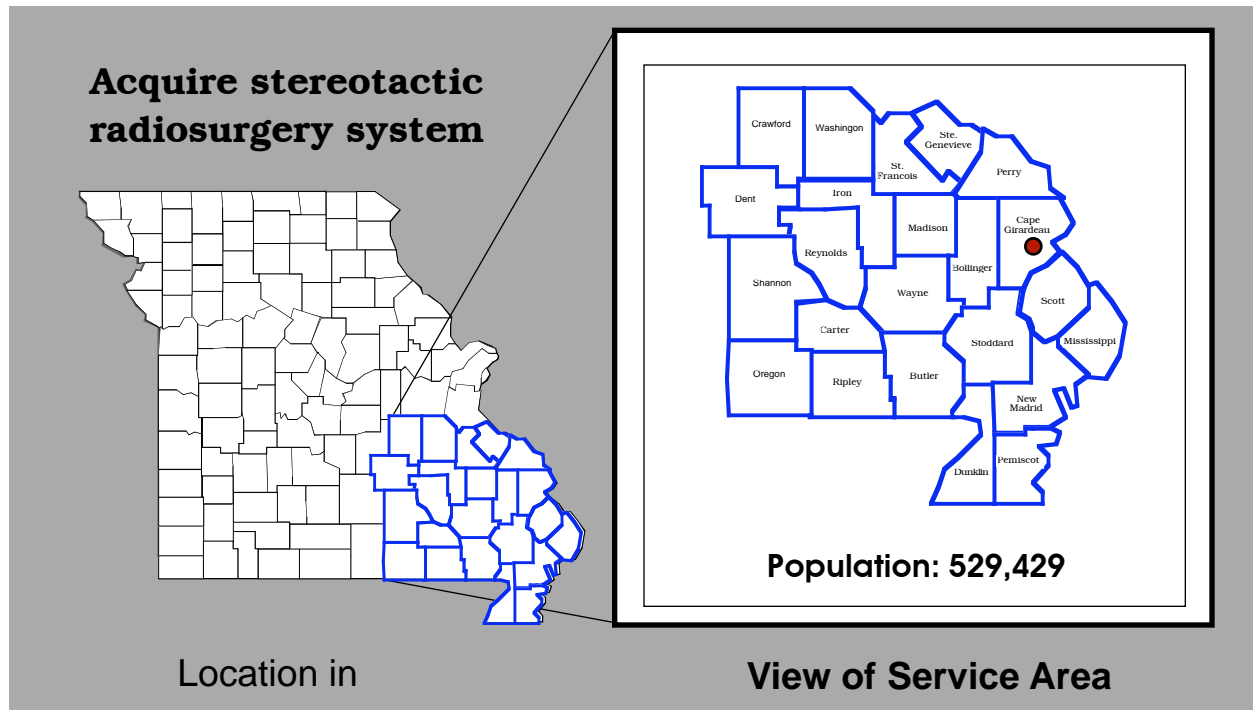 Acquire stereotactic
radiosurgery system
Crawford
Washingon
Ste.
Genevieve
St.
Francois
Perry
Dent
Iron
Cape
Girardeau
Madison
Reynolds
Bollinger
Shannon
Wayne
Scott
Carter
Stoddard
Mississippi
Oregon
Ripley
Butler
New
Madrid
Dunklin
Pemiscot
Population: 529,429
Location in
View of Service Area